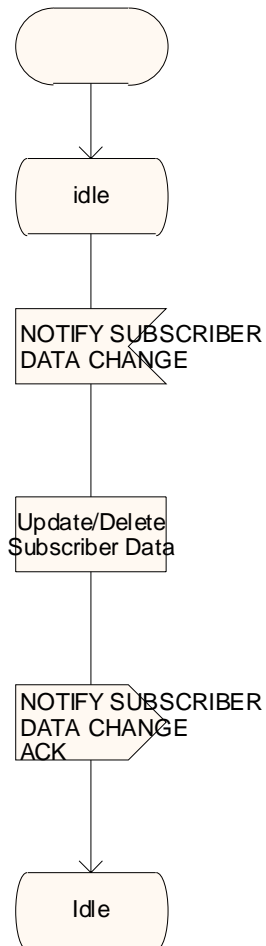 idle
NOTIFY SUBSCRIBER
DATA CHANGE
Update/Delete
Subscriber Data
NOTIFY SUBSCRIBER
DATA CHANGE
ACK
Idle